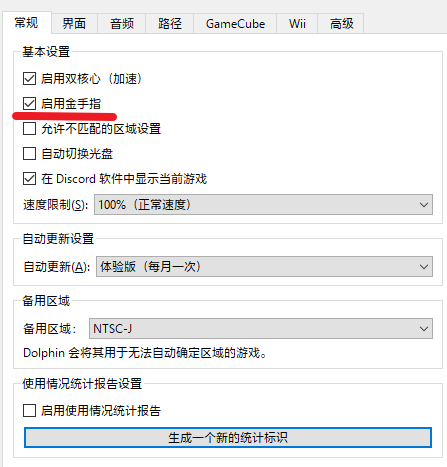 常规 界面 音频 路径 GameCube Wii 高级
基本设置
启用双核心（加速）
启用金手指
允许不匹配的区域设置
自动切换光盘
在 Discord 软件中显示当前游戏
速度限制(S): 100%（正常速度）
自动更新设置
自动更新(A): 体验版（每月一次）
备用区域
备用区域： NTSC-J
Dolphin 会将其用于无法自动确定区域的游戏。
使用情况统计报告设置
启用使用情况统计报告
生成一个新的统计标识